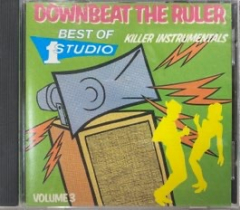 DOWNBEAT THE RULER
BEST OF
1 STUDIO
KILLER INSTRUMENTALS
VOLUME 3